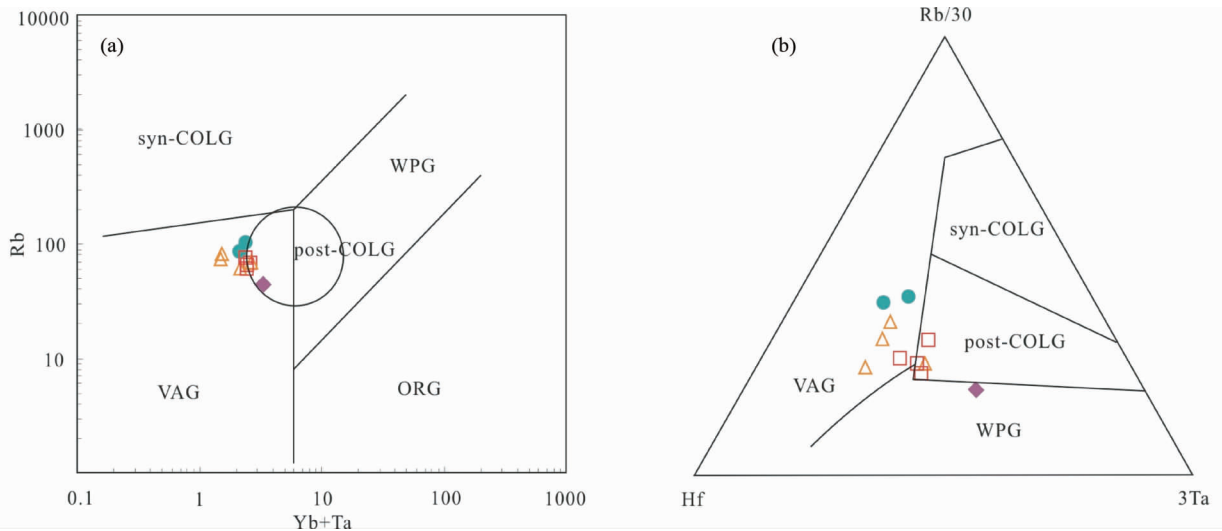 (a)
10000
1000
100
10
Rb
syn-COLG
WPG
post-COLG
VAG
ORG
0.1
1
10
100
1000
Yb+Ta
(b)
Rb/30
syn-COLG
post-COLG
VAG
WPG
Hf
3Ta